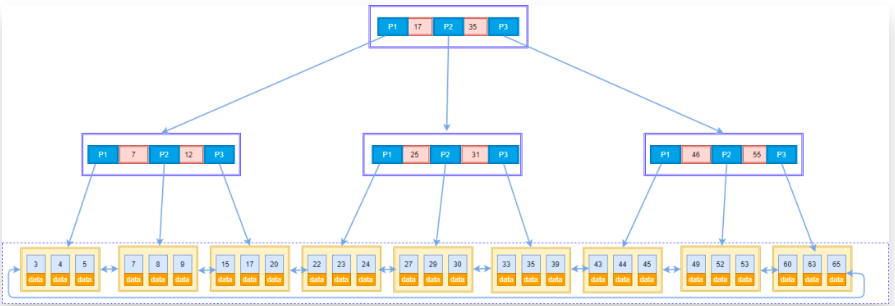 P1 17 P2 35 P3
P1 7 P2 12 P3 P1 25 P2 31 P3 P1 46 P2 55 P3
3 4 5 7 8 9 15 17 20 22 23 24 27 29 30 33 35 39 43 44 45 49 52 53 60 63 65
data data data data data data data data data data data data data data data data data data data data data data data data data data data